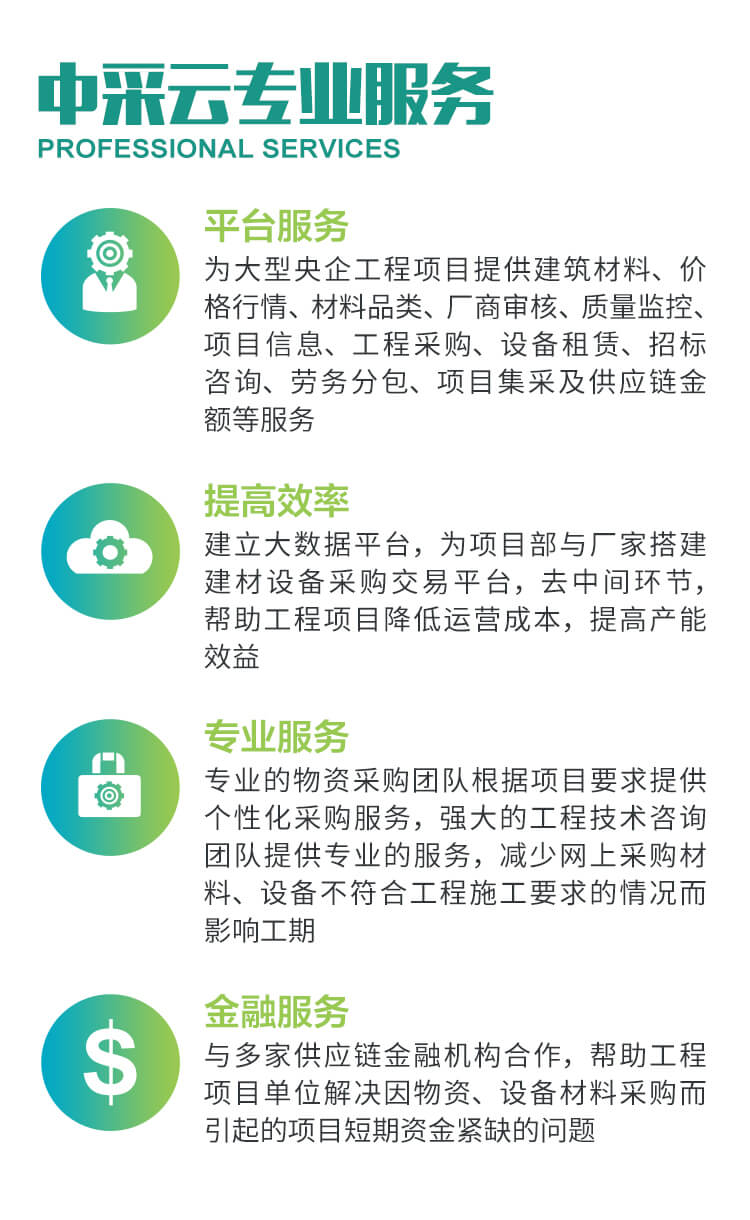 中采云专业服务
PROFESSIONAL SERVICES
平台服务
为大型央企工程项目提供建筑材料、价
格行情、材料品类、厂商审核、质量监控、
项目信息、工程采购、设备租赁、招标
咨询、劳务分包、项目集采及供应链金
额等服务
提高效率
建立大数据平台，为项目部与厂家搭建
建材设备采购交易平台，去中间环节，
帮助工程项目降低运营成本，提高产能
效益
专业服务
专业的物资采购团队根据项目要求提供
个性化采购服务，强大的工程技术咨询
团队提供专业的服务，减少网上采购材
料、设备不符合工程施工要求的情况而
影响工期
$
金融服务
与多家供应链金融机构合作，帮助工程
项目单位解决因物资、设备材料采购而
引起的项目短期资金紧缺的问题